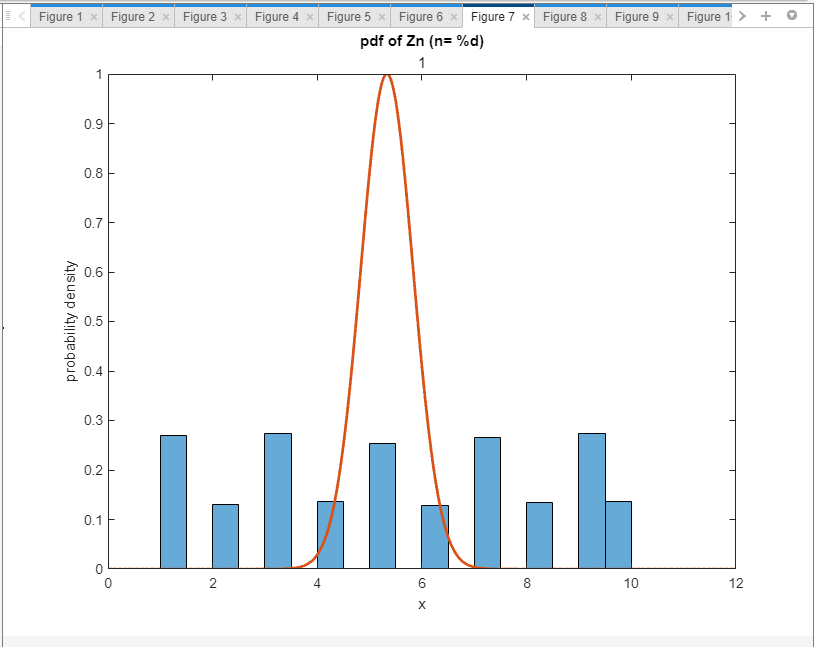 Figure 1 × Figure 2 × Figure 3 × Figure 4 × Figure 5 × Figure 6 × Figure 7 × Figure 8 × Figure 9 × Figure 1
pdf of Zn (n= %d)
1
1
0.9
0.8
0.7
0.6
0.5
0.4
0.3
0.2
0.1
0
probability density
0 2 4 6 8 10 12
x